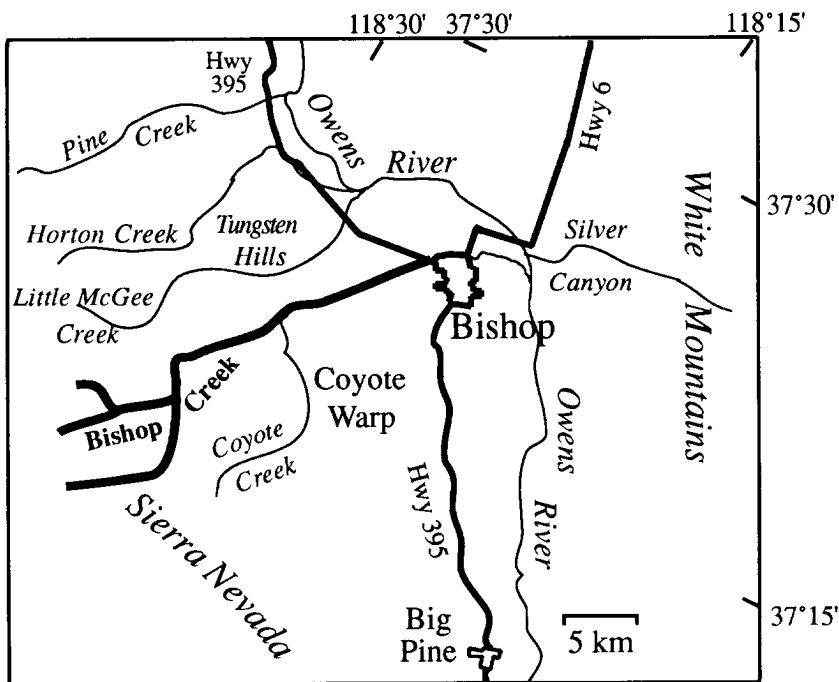 118°30' 37°30' 118°15'
Hwy
395
Owens
River
Hwy 6
Pine Creek
White Mountains
37°30'
Horton Creek
Tungsten
Hills
Silver
Canyon
Little McGee
Creek
Bishop
Bishop Creek
Coyote
Warp
Coyote
Creek
Owens River
Hwy 395
Sierra Nevada
37°15'
Big
Pine
5 km